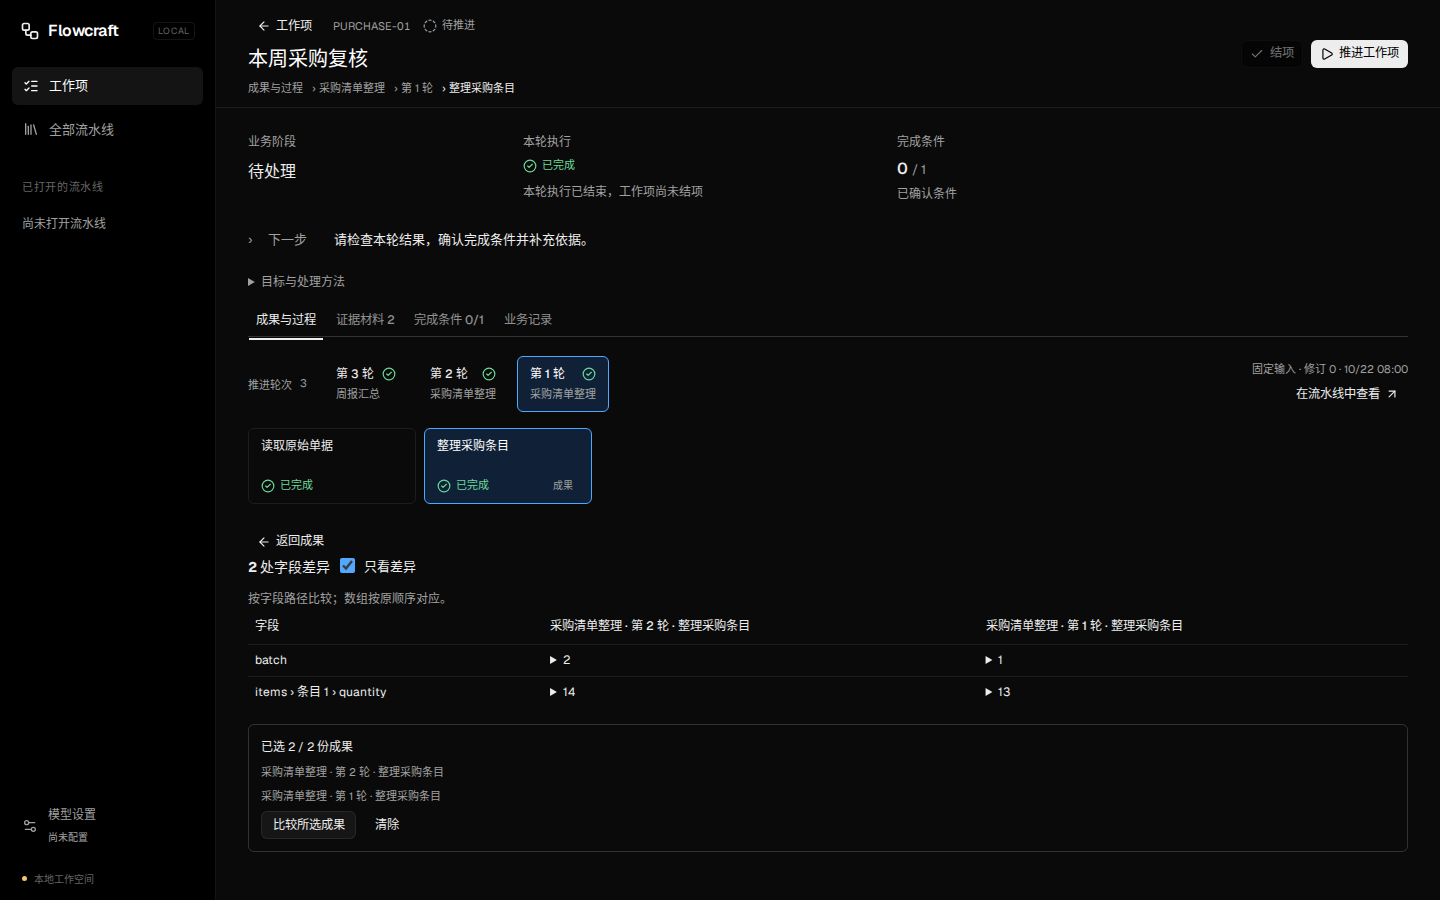 Flowcraft
LOCAL
工作项
全部流水线
已打开的流水线
尚未打开流水线
模型设置
尚未配置
本地工作空间
工作项 PURCHASE-01 待推进
本周采购复核
结项
推进工作项
成果与过程 › 采购清单整理 › 第 1 轮 › 整理采购条目
业务阶段
待处理
本轮执行
已完成
本轮执行已结束，工作项尚未结项
完成条件
0 / 1
已确认条件
› 下一步 请检查本轮结果，确认完成条件并补充依据。
目标与处理方法
成果与过程 证据材料 2 完成条件 0/1 业务记录
推进轮次 3
第 3 轮
周报汇总
第 2 轮
采购清单整理
第 1 轮
采购清单整理
固定输入 · 修订 0 · 10/22 08:00
在流水线中查看
读取原始单据
已完成
整理采购条目
已完成 成果
返回成果
2 处字段差异 只看差异
按字段路径比较；数组按原顺序对应。
字段 采购清单整理 · 第 2 轮 · 整理采购条目 采购清单整理 · 第 1 轮 · 整理采购条目
batch 2 1
items › 条目 1 › quantity 14 13
已选 2 / 2 份成果
采购清单整理 · 第 2 轮 · 整理采购条目
采购清单整理 · 第 1 轮 · 整理采购条目
比较所选成果 清除